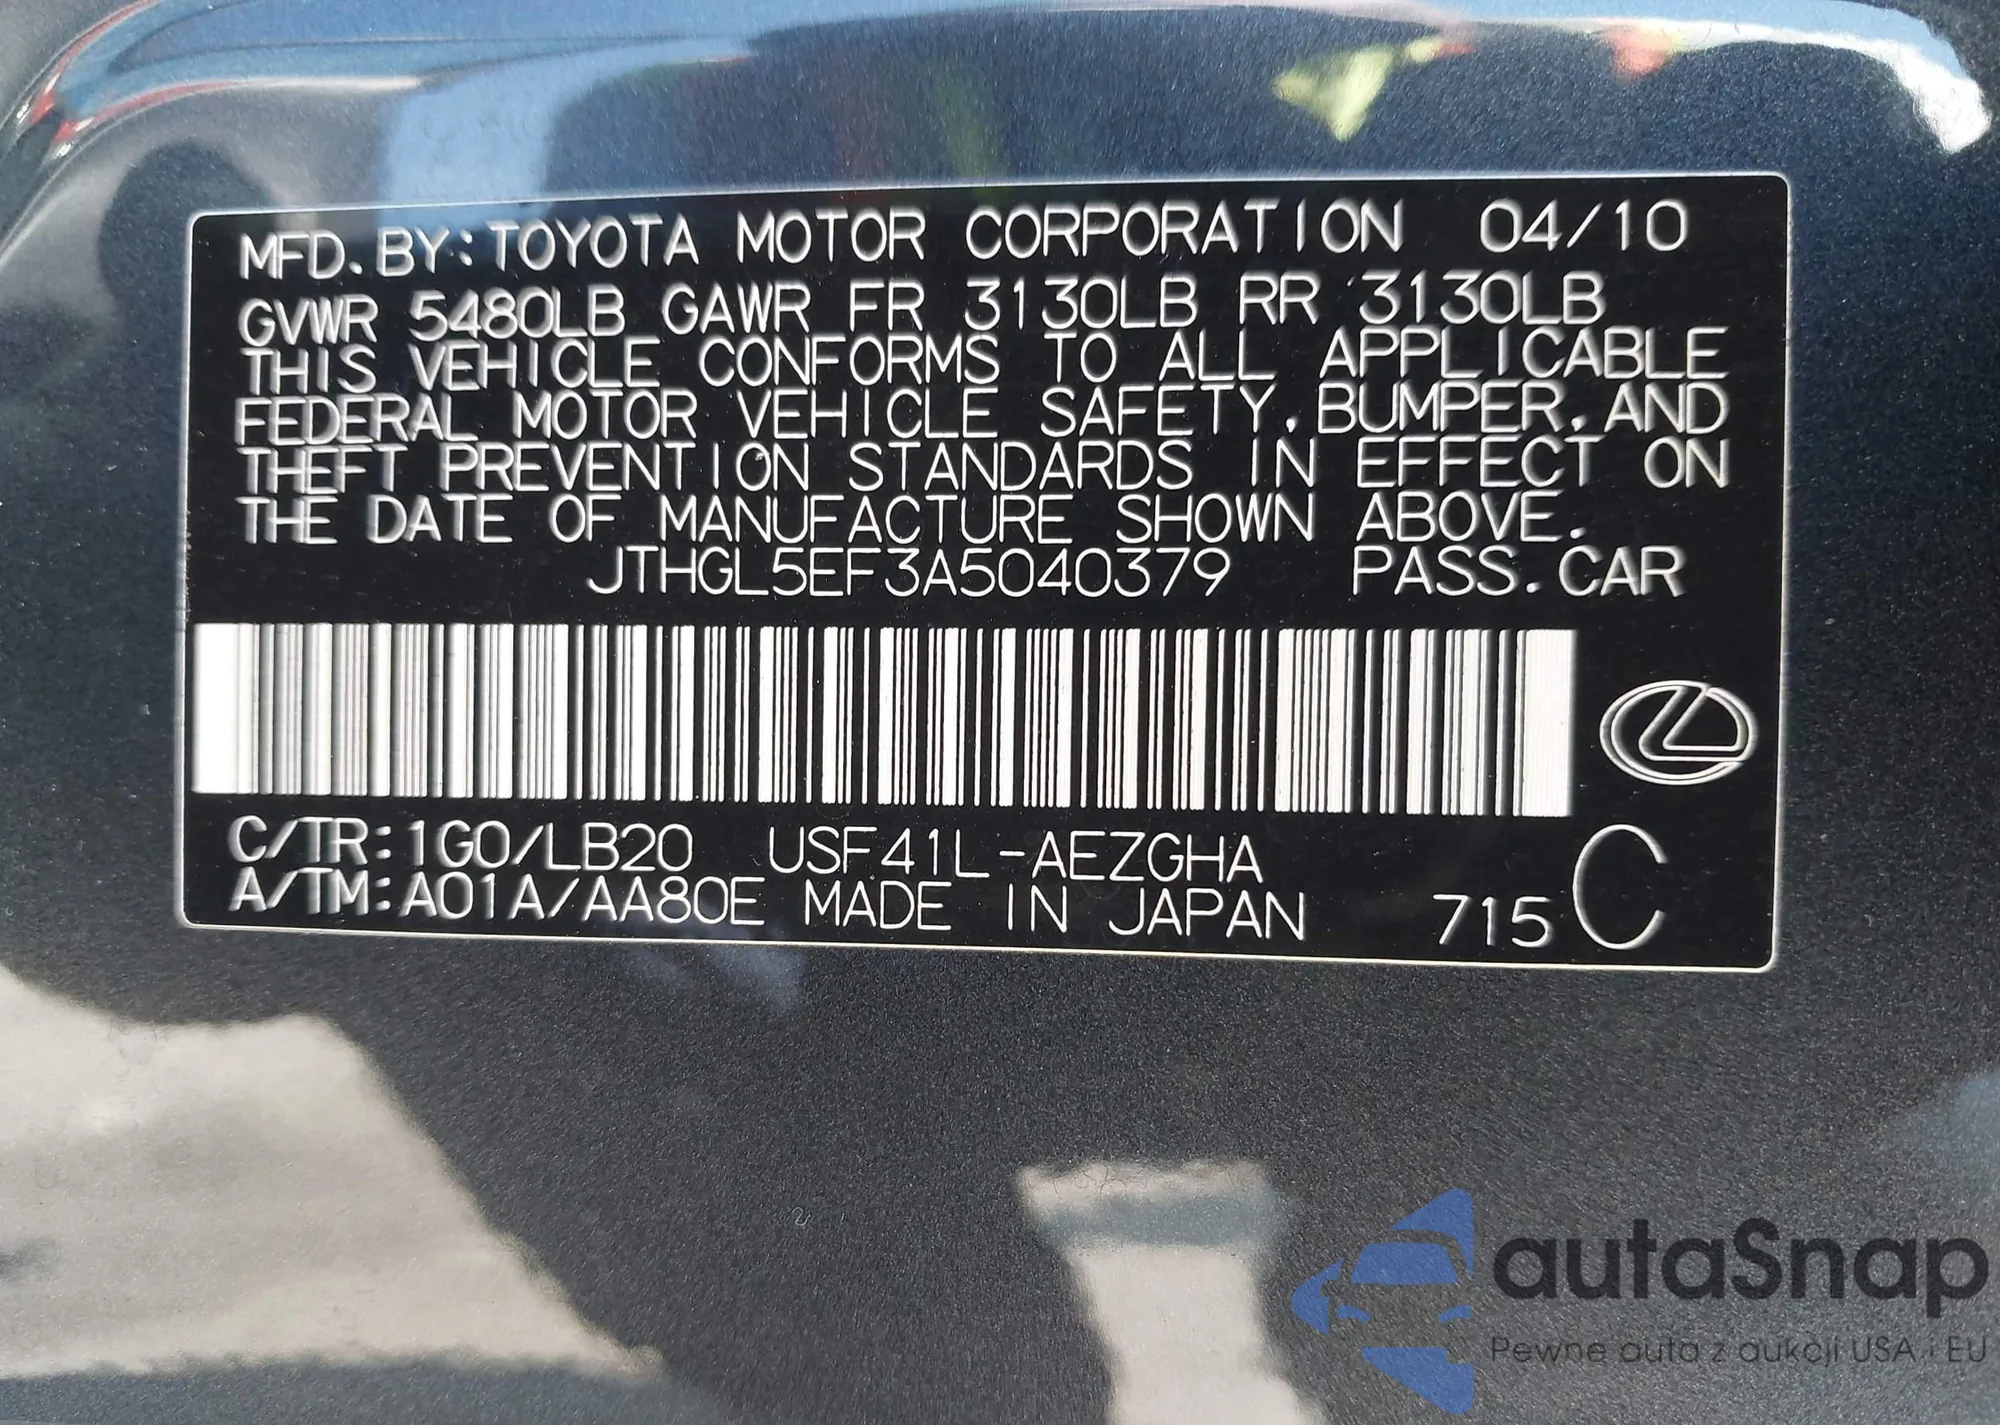 MFD. BY: TOYOTA MOTOR CORPORATION 04/10
GVWR 5480LB GAWR FR 3130LB RR 3130LB
THIS VEHICLE CONFORMS TO ALL APPLICABLE
FEDERAL MOTOR VEHICLE SAFETY, BUMPER, AND
THEFT PREVENTION STANDARDS IN EFFECT ON
THE DATE OF MANUFACTURE SHOWN ABOVE.
JTHGL5EF3A5040379 PASS. CAR
C/TR: 1G0/LB20 USF41L-AEZGHA
A/TM: A01A/AA80E MADE IN JAPAN 715 C
autaSnap
Pewne auta z aukcji USA i EU